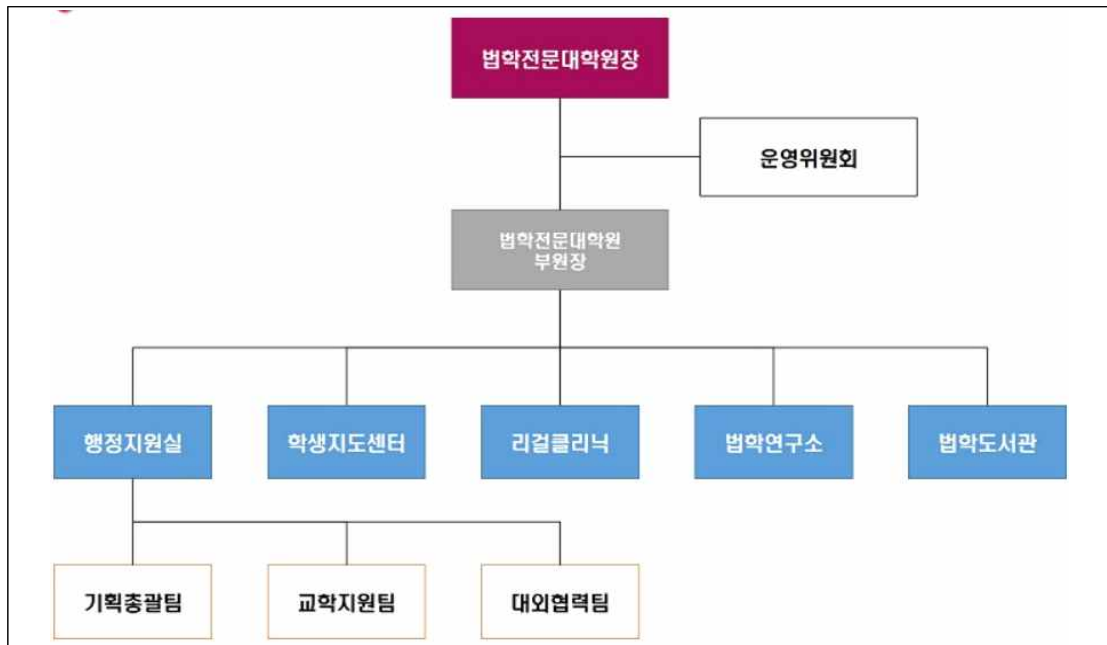 법학전문대학원장
운영위원회
법학전문대학원
부원장
행정지원실
학생지도센터
리걸클리닉
법학연구소
법학도서관
기획총괄팀
교학지원팀
대외협력팀